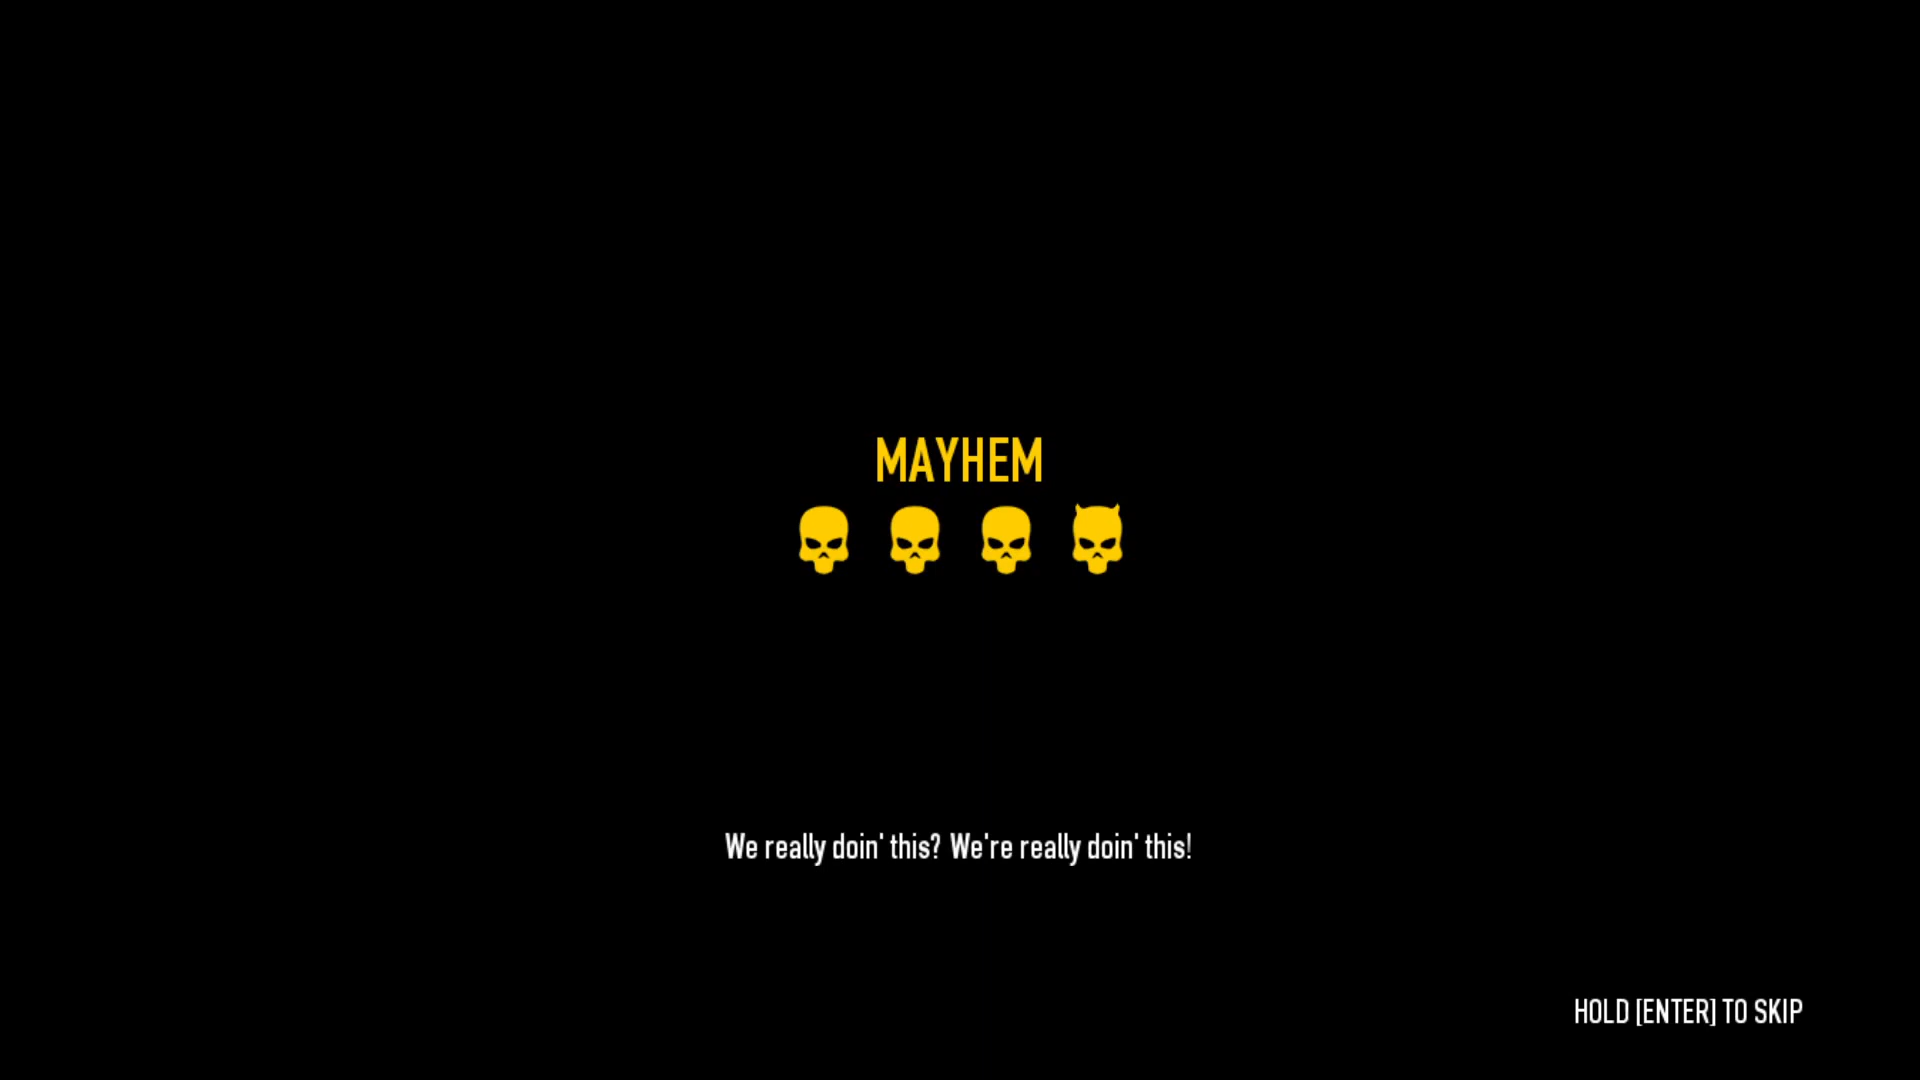 MAYHEM
We really doin' this? We're really doin' this!
HOLD [ENTER] TO SKIP